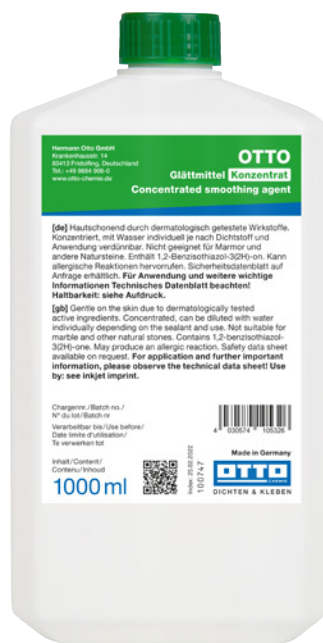 Hermann Otto GmbH
Krankenhausstr. 14
83413 Fridolfing, Deutschland
Tel.: +49 8684 908-0
www.otto-chemie.de
OTTO
Glättmittel Konzentrat
Concentrated smoothing agent
[de] Hautschonend durch dermatologisch getestete Wirkstoffe.
Konzentriert, mit Wasser individuell je nach Dichtstoff und
Anwendung verdünnbar. Nicht geeignet für Marmor und
andere Natursteine. Enthält 1,2-Benzisothiazol-3(2H)-on. Kann
allergische Reaktionen hervorrufen. Sicherheitsdatenblatt auf
Anfrage erhältlich. Für Anwendung und weitere wichtige
Informationen Technisches Datenblatt beachten!
Haltbarkeit: siehe Aufdruck.
[gb] Gentle on the skin due to dermatologically tested
active ingredients. Concentrated, can be diluted with water
individually depending on the sealant and use. Not suitable for
marble and other natural stones. Contains 1,2-benzisothiazol-
3(2H)-one. May produce an allergic reaction. Safety data sheet
available on request. For application and further important
information, please observe the technical data sheet! Use
by: see inkjet imprint.
Chargennr./Batch no./
N° du lot/Batch nr
Verarbeitbar bis/Use before/
Date limite d'utilisation/
Te verwerken tot
Inhalt/Content/
Contenu/Inhoud
1000 ml
Index: 25.02.2022
100747
4 030574 105326
Made in Germany
OTTO
CHEMIE
DICHTEN & KLEBEN